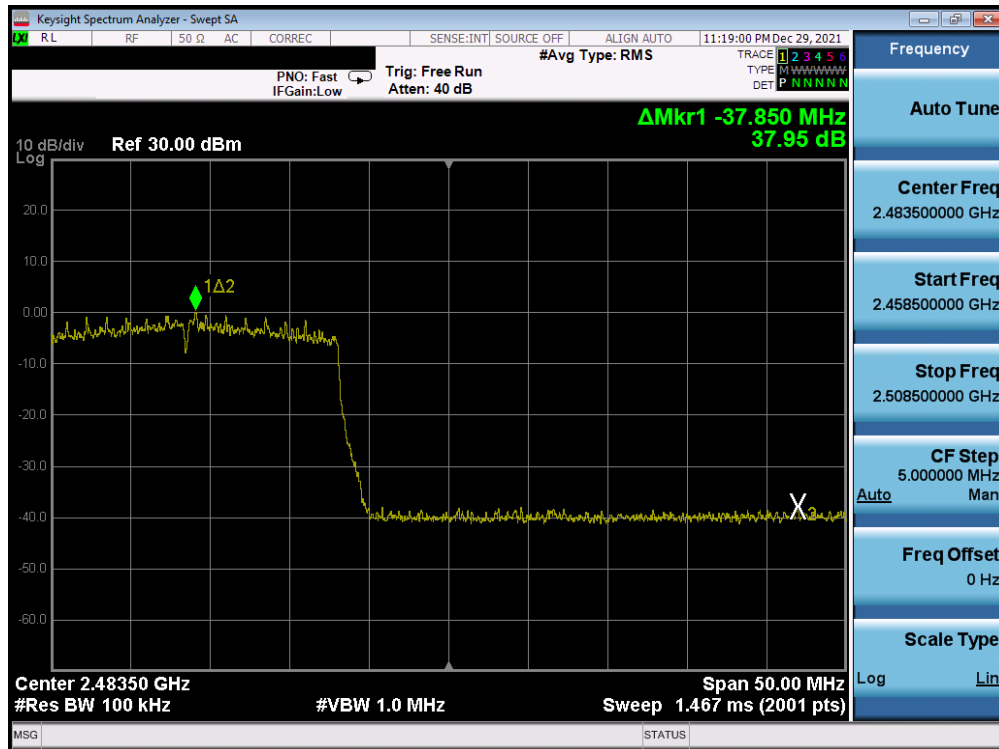 Keysight Spectrum Analyzer - Swept SA
LXI RL RF 50 Ω AC CORREC SENSE:INT SOURCE OFF ALIGN AUTO 11:19:00 PM Dec 29, 2021
#Avg Type: RMS
TRACE 1 2 3 4 5 6
PNO: Fast
Trig: Free Run
TYPE M WWWWW
IFGain:Low
Atten: 40 dB
DET P N N N N N
ΔMkr1 -37.850 MHz
37.95 dB
10 dB/div
Ref 30.00 dBm
Log
20.0
10.0
1Δ2
0.00
-10.0
-20.0
-30.0
-40.0
X2
-50.0
-60.0
Center 2.48350 GHz
Span 50.00 MHz
#Res BW 100 kHz
#VBW 1.0 MHz
Sweep 1.467 ms (2001 pts)
MSG
STATUS
Frequency
Auto Tune
Center Freq
2.483500000 GHz
Start Freq
2.458500000 GHz
Stop Freq
2.508500000 GHz
CF Step
5.000000 MHz
Auto Man
Freq Offset
0 Hz
Scale Type
Log Lin